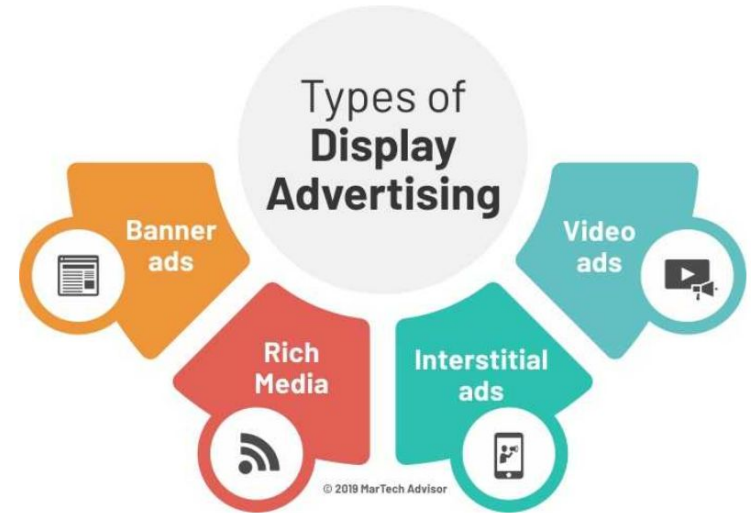 Types of
Display
Advertising
Banner
ads
Rich
Media
Interstitial
ads
Video
ads
© 2019 MarTech Advisor